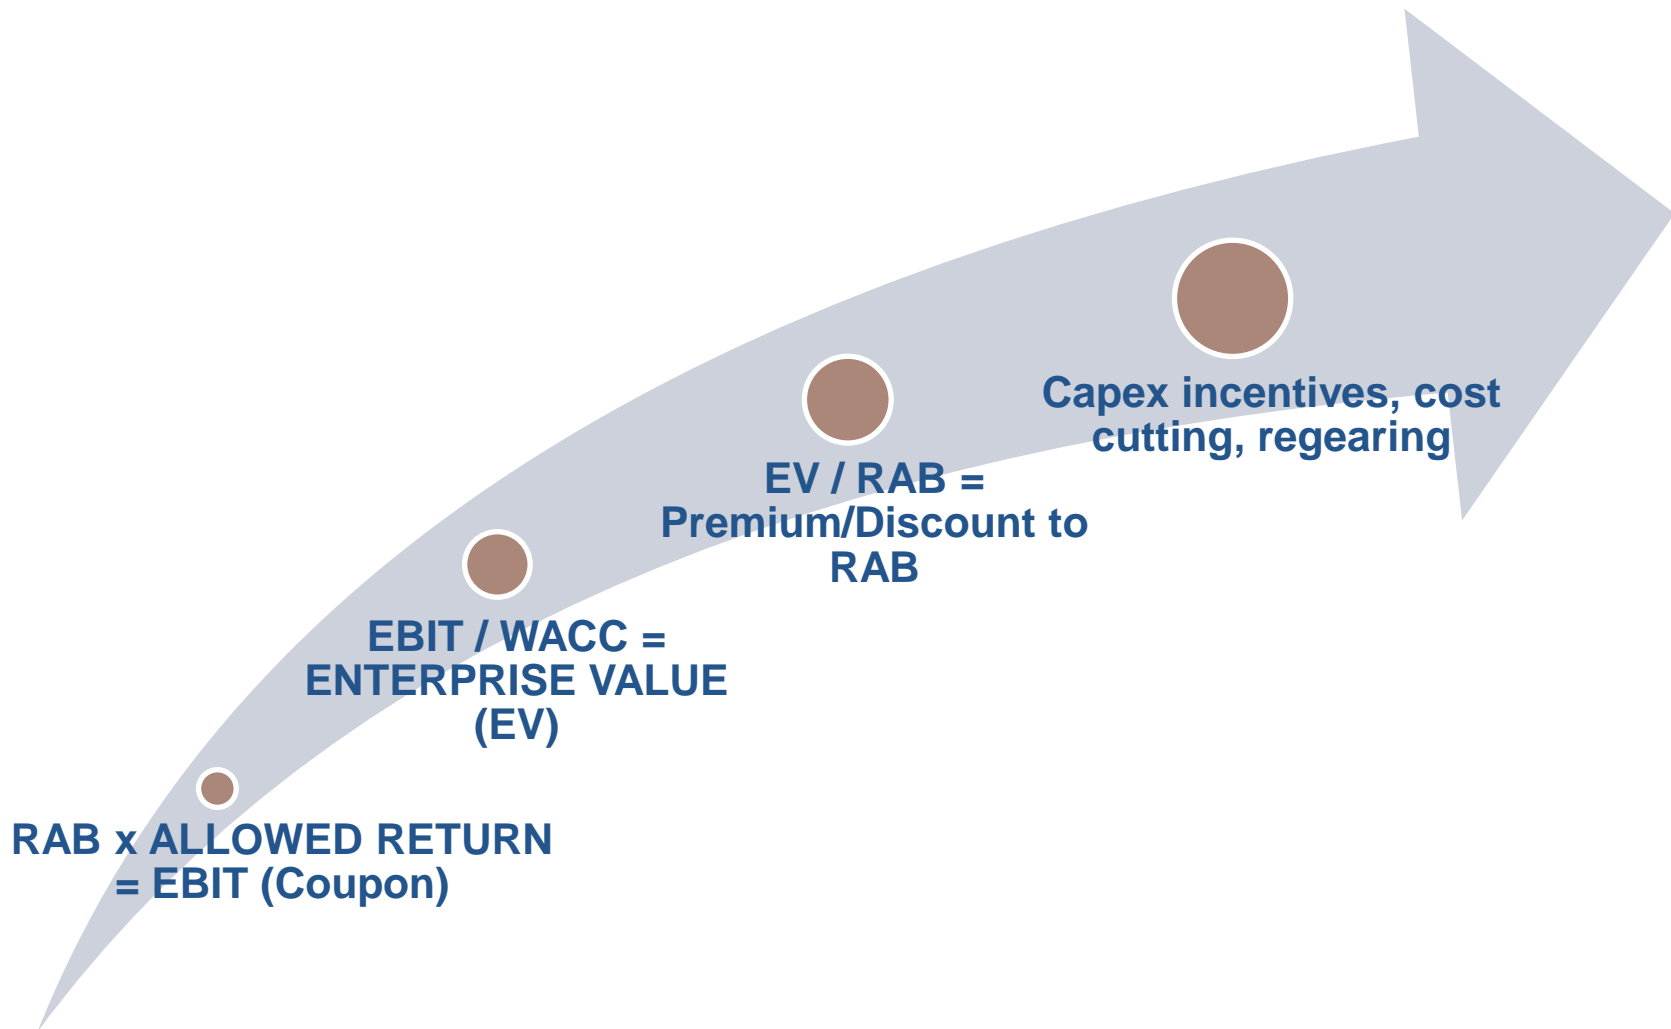 RAB x ALLOWED RETURN
= EBIT (Coupon)
EBIT / WACC =
ENTERPRISE VALUE
(EV)
EV / RAB =
Premium/Discount to
RAB
Capex incentives, cost
cutting, regearing